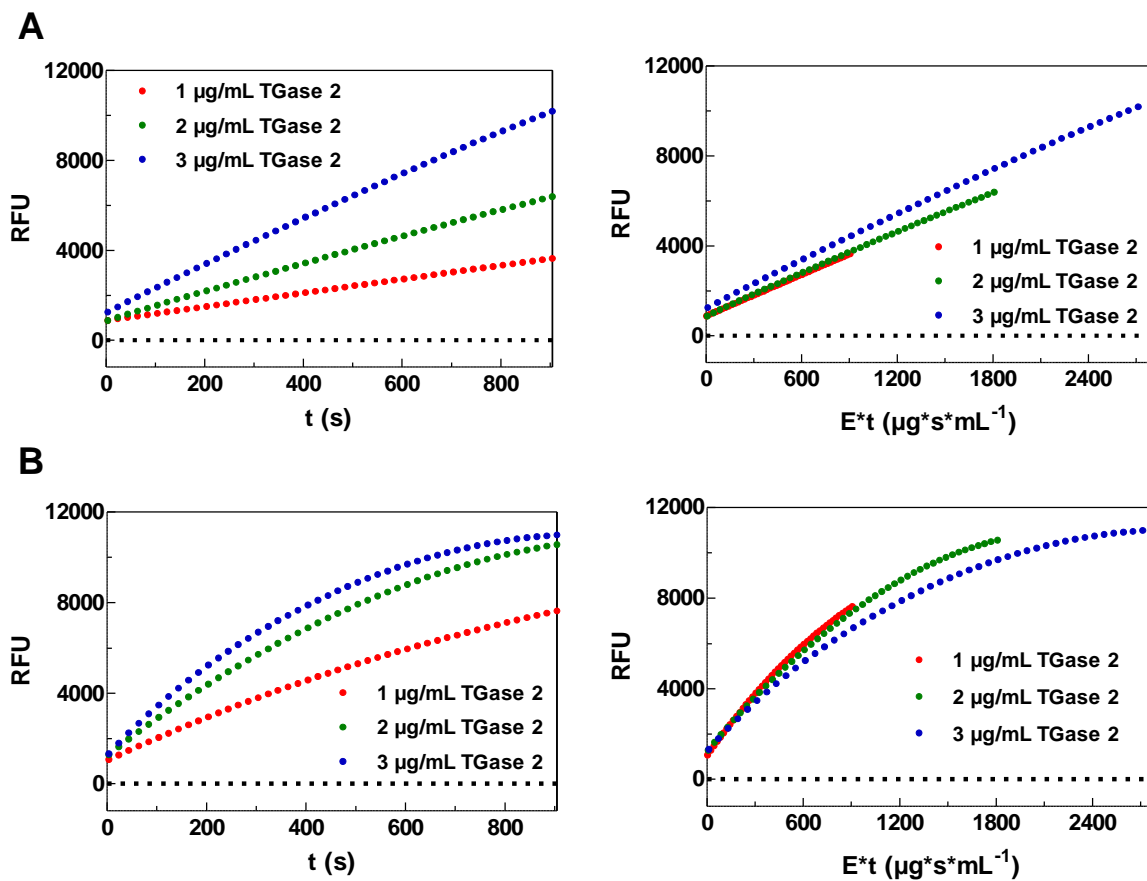 A
12000
8000
4000
0
RFU
1 µg/mL TGase 2
2 µg/mL TGase 2
3 µg/mL TGase 2
0 200 400 600 800
t (s)
12000
10000
8000
6000
4000
2000
0
RFU
1 µg/mL TGase 2
2 µg/mL TGase 2
3 µg/mL TGase 2
0 600 1200 1800 2400
E*t (µg*s*mL⁻¹)
B
12000
8000
4000
0
RFU
1 µg/mL TGase 2
2 µg/mL TGase 2
3 µg/mL TGase 2
0 200 400 600 800
t (s)
12000
8000
4000
0
RFU
1 µg/mL TGase 2
2 µg/mL TGase 2
3 µg/mL TGase 2
0 600 1200 1800 2400
E*t (µg*s*mL⁻¹)